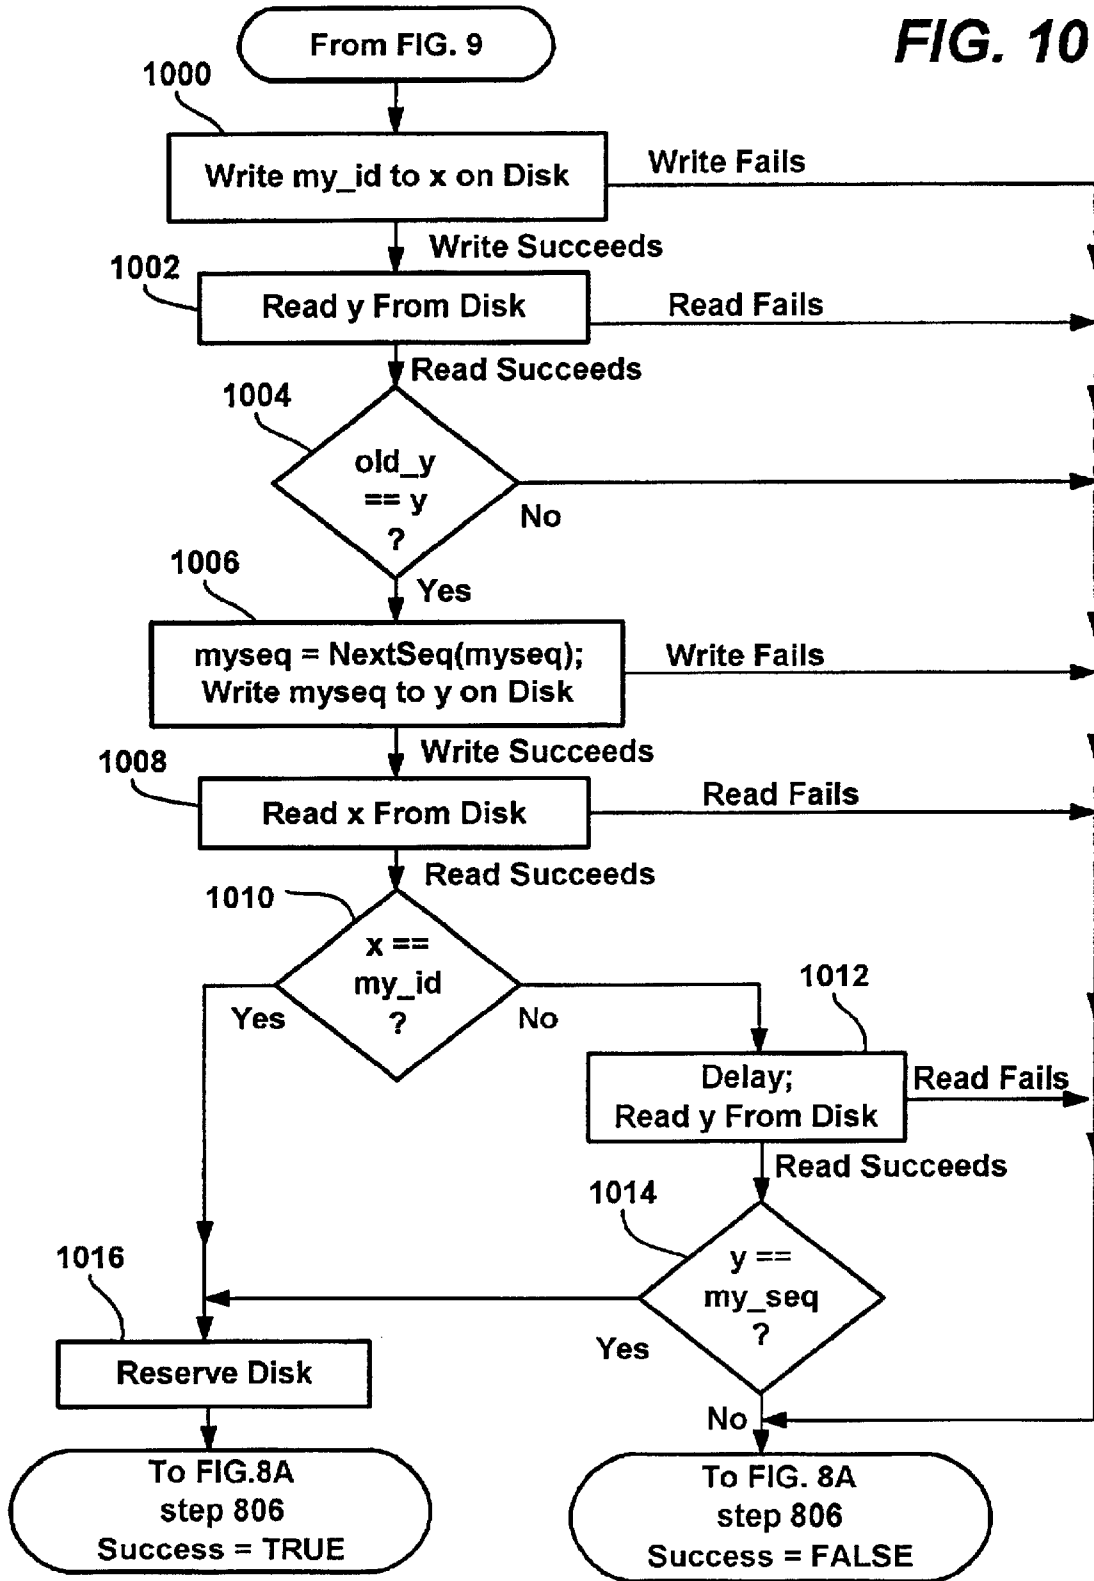 FIG. 10
From FIG. 9
1000
Write my_id to x on Disk
Write Fails
Write Succeeds
1002
Read y From Disk
Read Fails
Read Succeeds
1004
old_y
== y
?
No
Yes
1006
myseq = NextSeq(myseq);
Write myseq to y on Disk
Write Fails
Write Succeeds
1008
Read x From Disk
Read Fails
Read Succeeds
1010
x ==
my_id
?
Yes
No
1012
Delay;
Read y From Disk
Read Fails
Read Succeeds
1014
y ==
my_seq
?
Yes
No
1016
Reserve Disk
To FIG.8A
step 806
Success = TRUE
To FIG. 8A
step 806
Success = FALSE